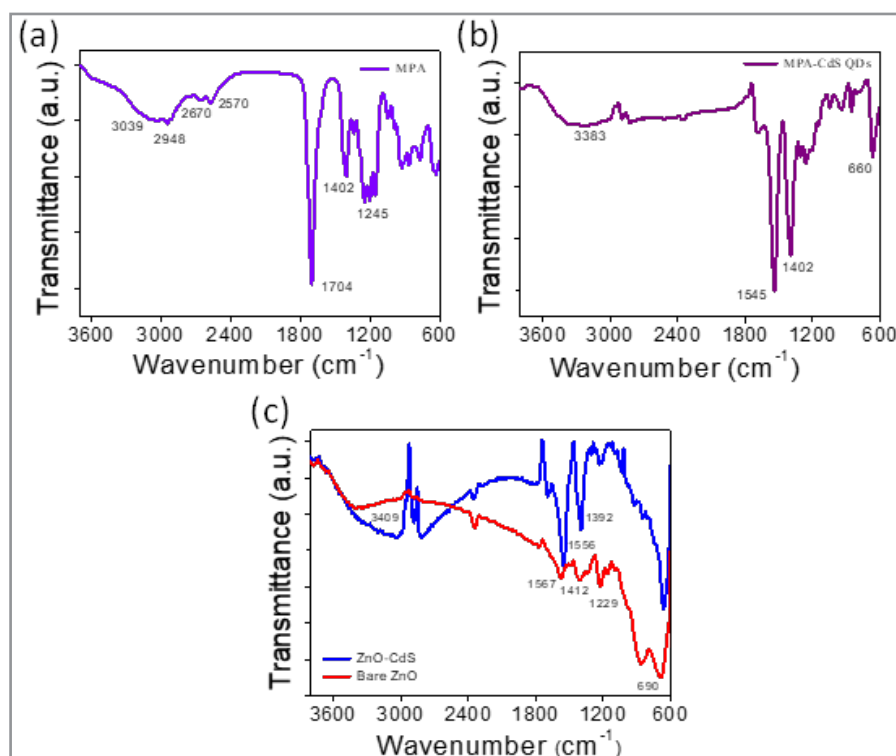 (a)
MPA
Transmittance (a.u.)
3039
2948
2670
2570
1704
1402
1245
3600 3000 2400 1800 1200 600
Wavenumber (cm⁻¹)
(b)
MPA-CdS QDs
Transmittance (a.u.)
3383
1545
1402
660
3600 3000 2400 1800 1200 600
Wavenumber (cm⁻¹)
(c)
Transmittance (a.u.)
3409
1392
1556
1567
1412
1229
690
ZnO-CdS
Bare ZnO
3600 3000 2400 1800 1200 600
Wavenumber (cm⁻¹)